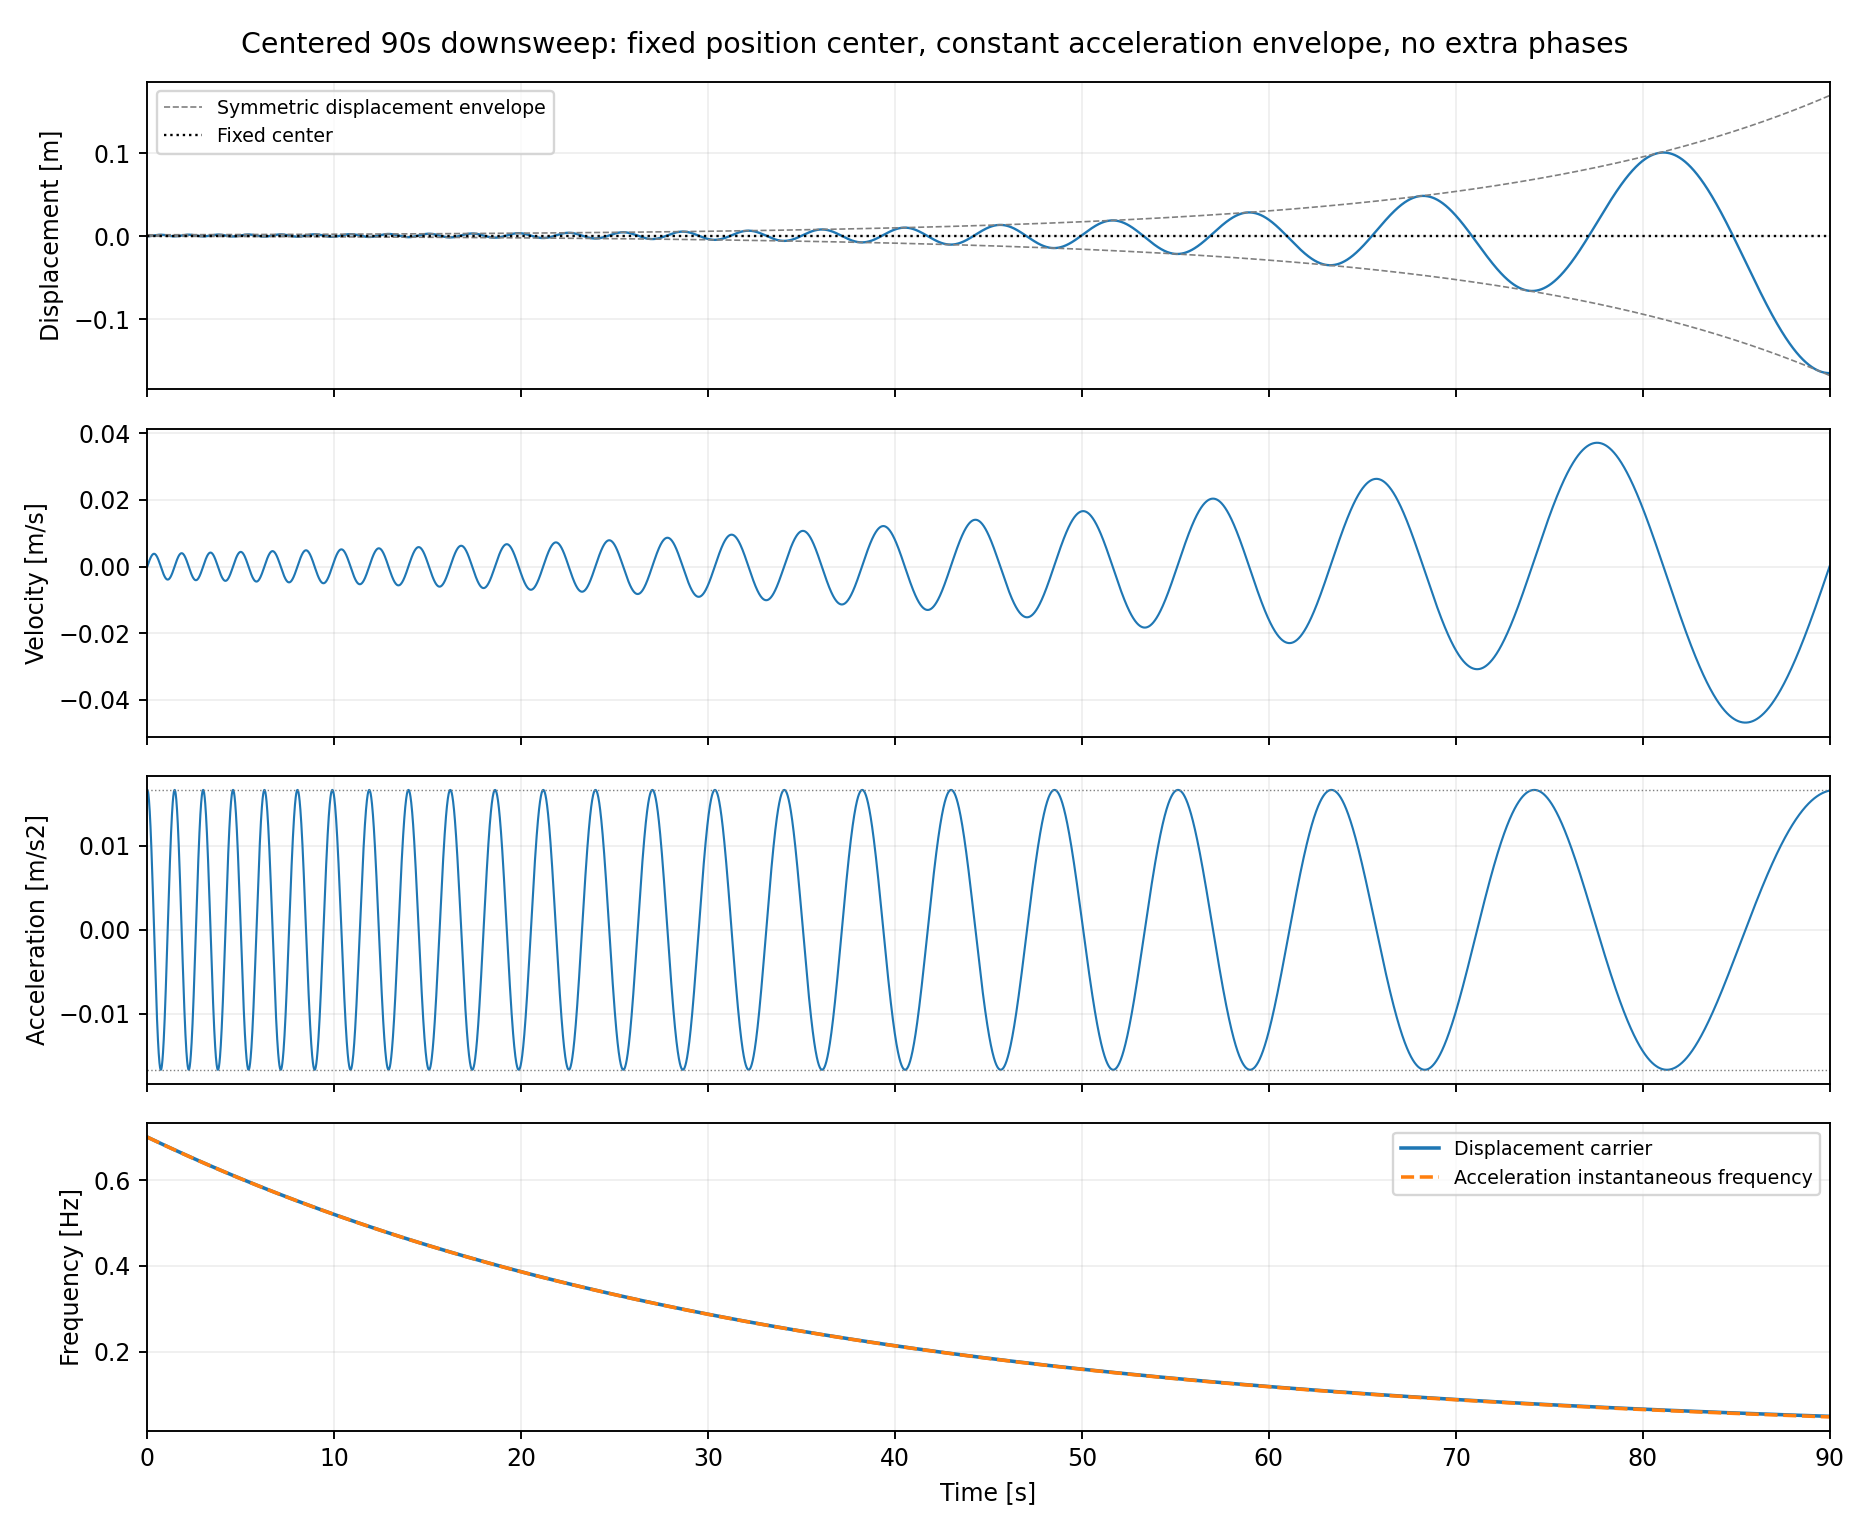 Centered 90s downsweep: fixed position center, constant acceleration envelope, no extra phases
Symmetric displacement envelope
Fixed center
Displacement [m]
0.1
0.0
−0.1
Velocity [m/s]
0.04
0.02
0.00
−0.02
−0.04
Acceleration [m/s2]
0.01
0.00
−0.01
Displacement carrier
Acceleration instantaneous frequency
Frequency [Hz]
0.6
0.4
0.2
0 10 20 30 40 50 60 70 80 90
Time [s]